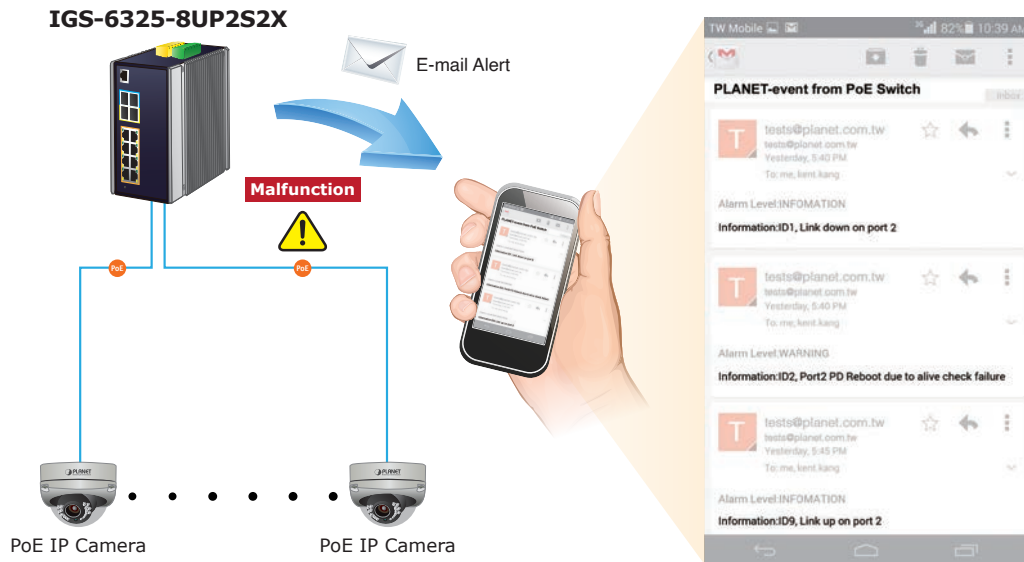 IGS-6325-8UP2S2X
E-mail Alert
Malfunction
PoE
PoE
PLANET
PLANET
PoE IP Camera
PoE IP Camera
TW Mobile
3G 82% 10:39 AM
PLANET-event from PoE Switch
Inbox
T
tests@planet.com.tw
tests@planet.com.tw
Yesterday, 5:40 PM
To: me, kent.kang
Alarm Level:INFOMATION
Information:ID1, Link down on port 2
T
tests@planet.com.tw
tests@planet.com.tw
Yesterday, 5:40 PM
To: me, kent.kang
Alarm Level:WARNING
Information:ID2, Port2 PD Reboot due to alive check failure
T
tests@planet.com.tw
tests@planet.com.tw
Yesterday, 5:45 PM
To: me, kent.kang
Alarm Level:INFOMATION
Information:ID9, Link up on port 2